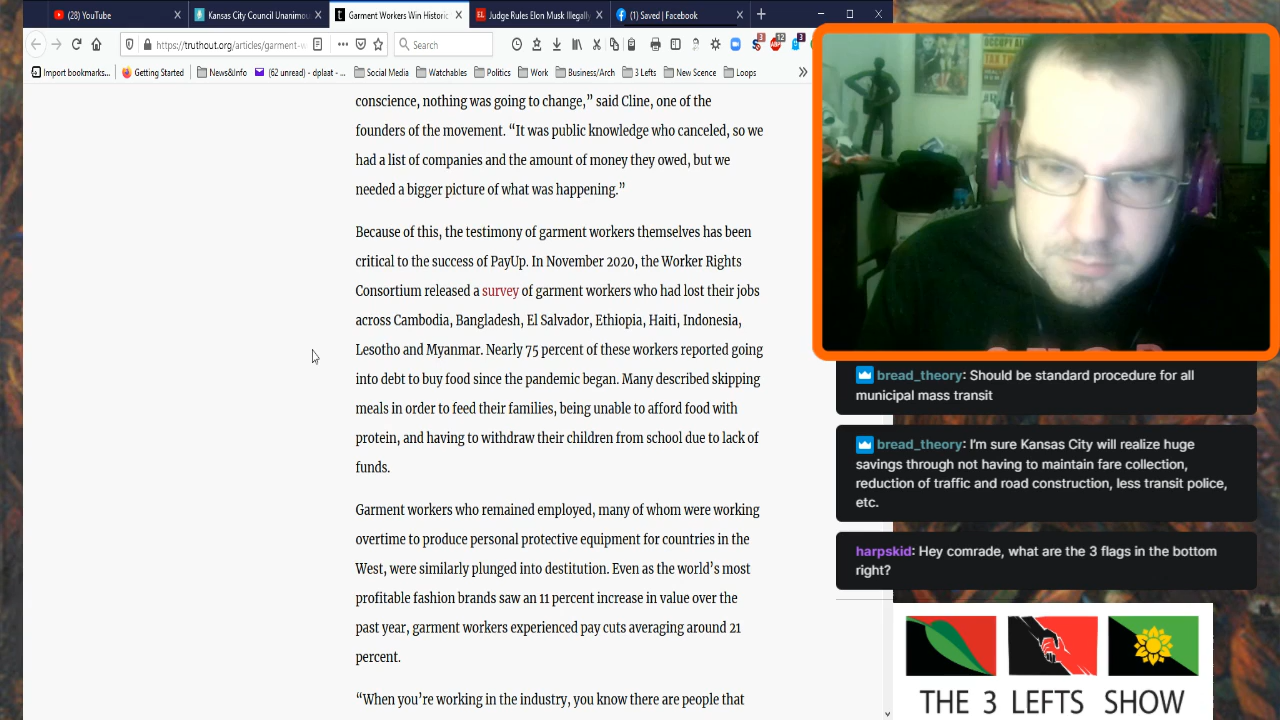 (28) YouTube
Kansas City Council Unanimou
Garment Workers Win Historic
Judge Rules Elon Musk Illegally
(1) Saved | Facebook
https://truthout.org/articles/garment-
Search
3
12
3
Import bookmarks...
Getting Started
News&Info
(62 unread) - dplaat - ...
Social Media
Watchables
Politics
Work
Business/Arch
3 Lefts
New Scence
Loops
conscience, nothing was going to change,” said Cline, one of the
founders of the movement. “It was public knowledge who canceled, so we
had a list of companies and the amount of money they owed, but we
needed a bigger picture of what was happening.”
Because of this, the testimony of garment workers themselves has been
critical to the success of PayUp. In November 2020, the Worker Rights
Consortium released a survey of garment workers who had lost their jobs
across Cambodia, Bangladesh, El Salvador, Ethiopia, Haiti, Indonesia,
Lesotho and Myanmar. Nearly 75 percent of these workers reported going
into debt to buy food since the pandemic began. Many described skipping
meals in order to feed their families, being unable to afford food with
protein, and having to withdraw their children from school due to lack of
funds.
Garment workers who remained employed, many of whom were working
overtime to produce personal protective equipment for countries in the
West, were similarly plunged into destitution. Even as the world’s most
profitable fashion brands saw an 11 percent increase in value over the
past year, garment workers experienced pay cuts averaging around 21
percent.
“When you’re working in the industry, you know there are people that
OCCUPY
bread_theory: Should be standard procedure for all
municipal mass transit
bread_theory: I’m sure Kansas City will realize huge
savings through not having to maintain fare collection,
reduction of traffic and road construction, less transit police,
etc.
harpskid: Hey comrade, what are the 3 flags in the bottom
right?
THE 3 LEFTS SHOW